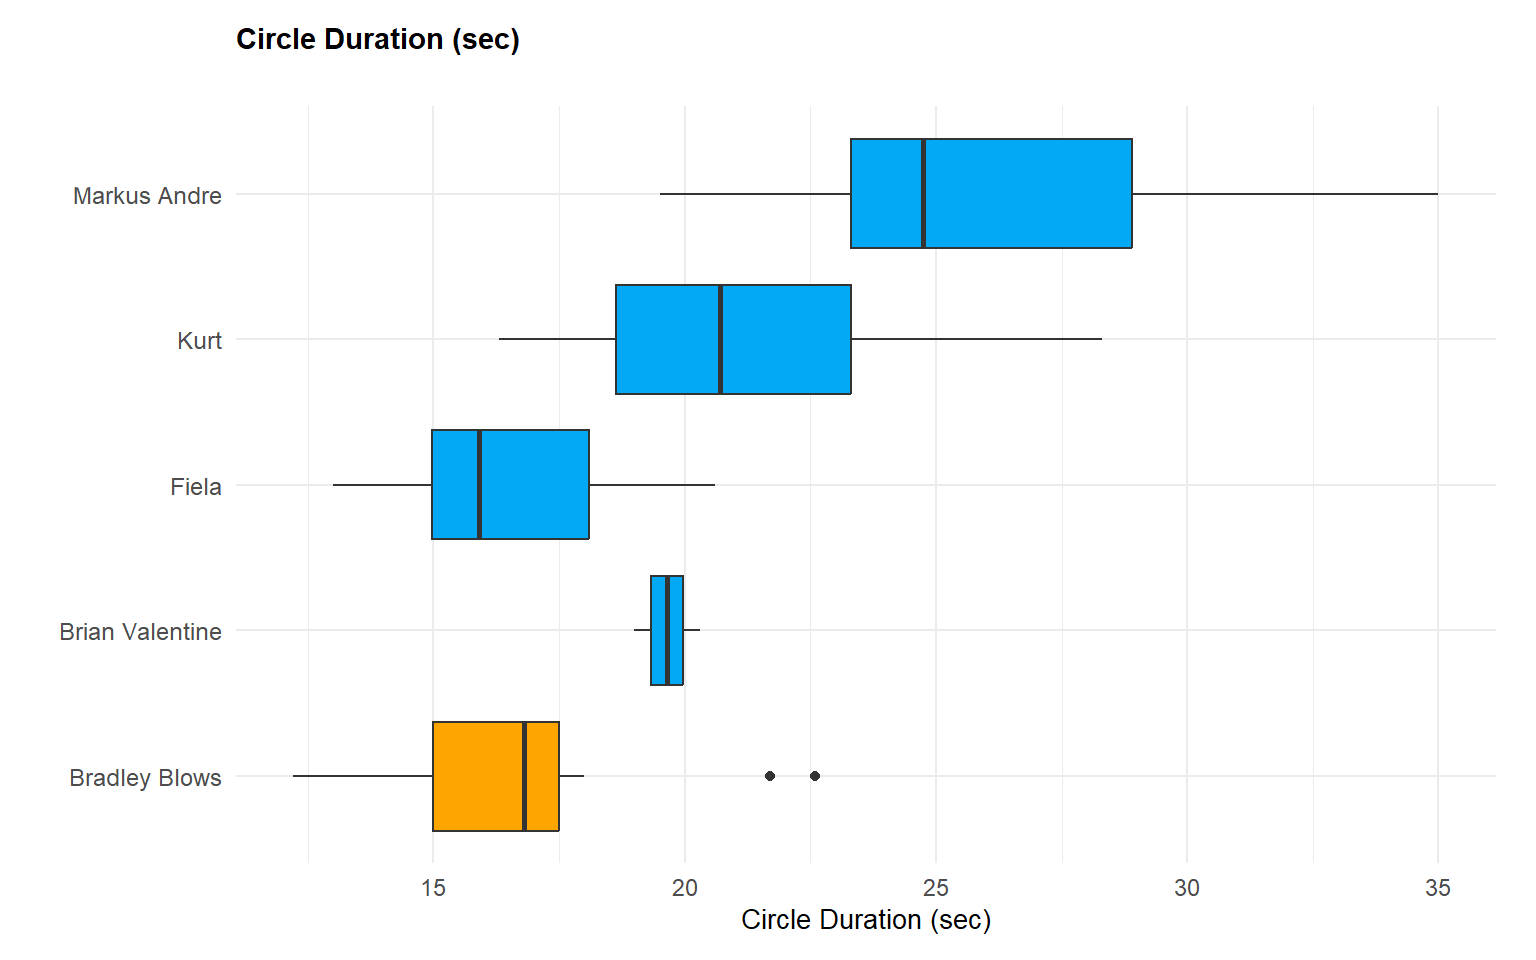 Circle Duration (sec)
Markus Andre
Kurt
Fiela
Brian Valentine
Bradley Blows
15 20 25 30 35
Circle Duration (sec)